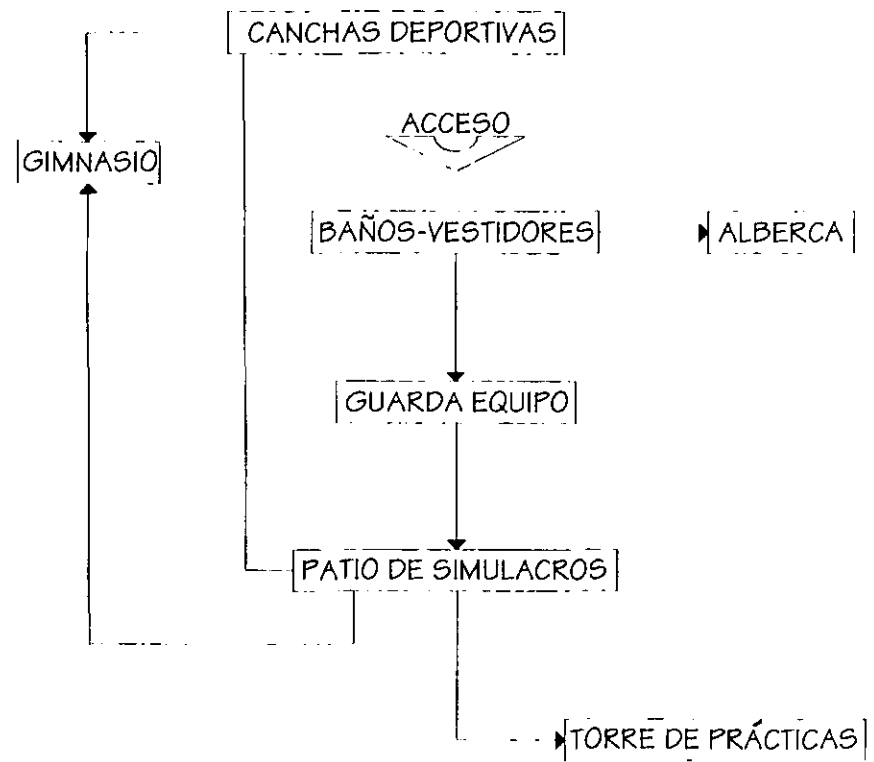 CANCHAS DEPORTIVAS
ACCESO
GIMNASIO
BAÑOS-VESTIDORES
ALBERCA
GUARDA EQUIPO
PATIO DE SIMULACROS
TORRE DE PRÁCTICAS